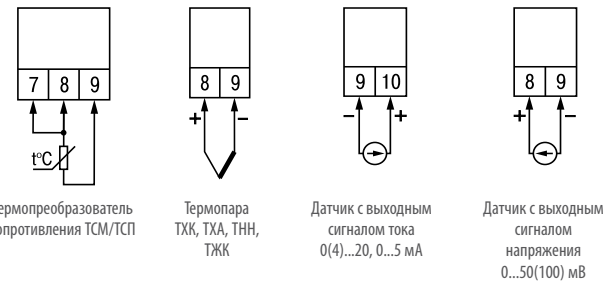 7 8 9
8 9
9 10
8 9
+ –
– +
+ –
t°C
ермопреобразователь
опротивления ТСМ/ТСП
Термопара
ТХК, ТХА, ТНН,
ТЖК
Датчик с выходным
сигналом тока
0(4)...20, 0...5 мА
Датчик с выходным
сигналом
напряжения
0...50(100) мВ